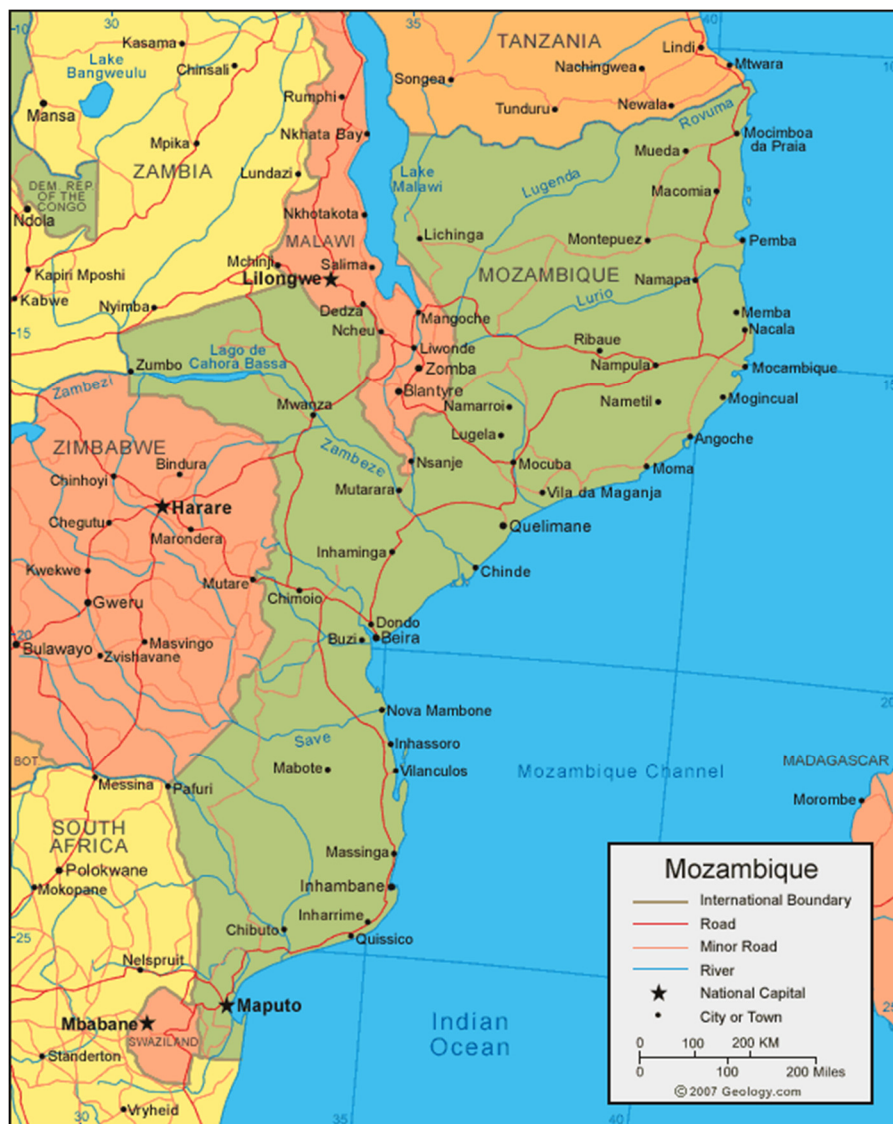 10
30
35
40
10
Kasama
Lake
Bangweulu
Chinsali
Mansa
Rumphi
TANZANIA
Lindi
Songea
Nachingwea
Mtwara
Tunduru
Newala
Rovuma
Mpika
Nkhata Bay
Mocimboa
da Praia
ZAMBIA
Lundazi
Lake
Malawi
Mueda
Lugenda
DEM. REP.
OF THE
CONGO
Macomia
Ndola
Nkhotakota
MALAWI
Lichinga
Montepuez
Pemba
Mchinji
Salima
Kapiri Mposhi
Lilongwe
MOZAMBIQUE
Namapa
Kabwe
Nyimba
Dedza
Lurio
Mangoche
Memba
15
Ncheu
Nacala
Ribaue
Liwonde
Lago de
Cahora Bassa
Zumbo
Zomba
Nampula
Mocambique
15
Zambezi
Blantyre
Mwanza
Namarroi
Nametil
Mogincual
Lugela
ZIMBABWE
Angoche
Zambeze
Bindura
Nsanje
Mocuba
Moma
Chinhoyi
Mutarara
Vila da Maganja
Harare
Chegutu
Quelimane
Marondera
Inhaminga
Kwekwe
Chinde
Mutare
Chimoio
Gweru
Dondo
20
Masvingo
Buzi
Beira
Bulawayo
Zvishavane
20
Nova Mambone
Save
Inhassoro
BOT.
Mabote
Vilanculos
Mozambique Channel
MADAGASCAR
Messina
Pafuri
Morombe
SOUTH
AFRICA
Massinga
Polokwane
Mokopane
Inhambane
Inharrime
Chibuto
25
Quissico
Nelspruit
Maputo
Mbabane
SWAZILAND
Indian
Ocean
25
Standerton
Vryheid
30
35
40
Mozambique
International Boundary
Road
Minor Road
River
National Capital
City or Town
0 100 200 KM
0 100 200 Miles
© 2007 Geology.com